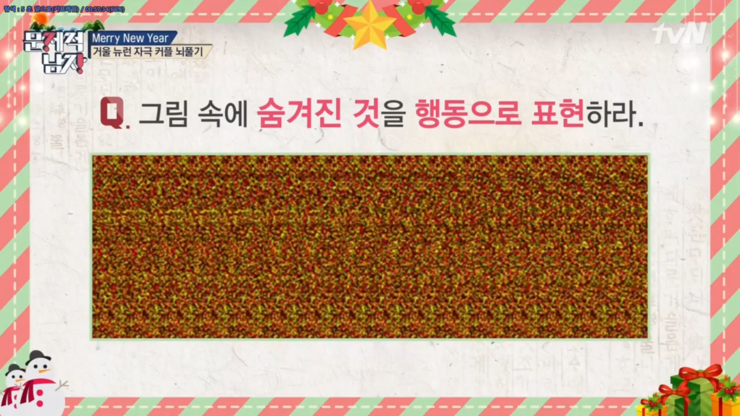 문제적
남자
Merry New Year
거울 뉴런 자극 커플 뇌풀기
tvN
Q. 그림 속에 숨겨진 것을 행동으로 표현하라.